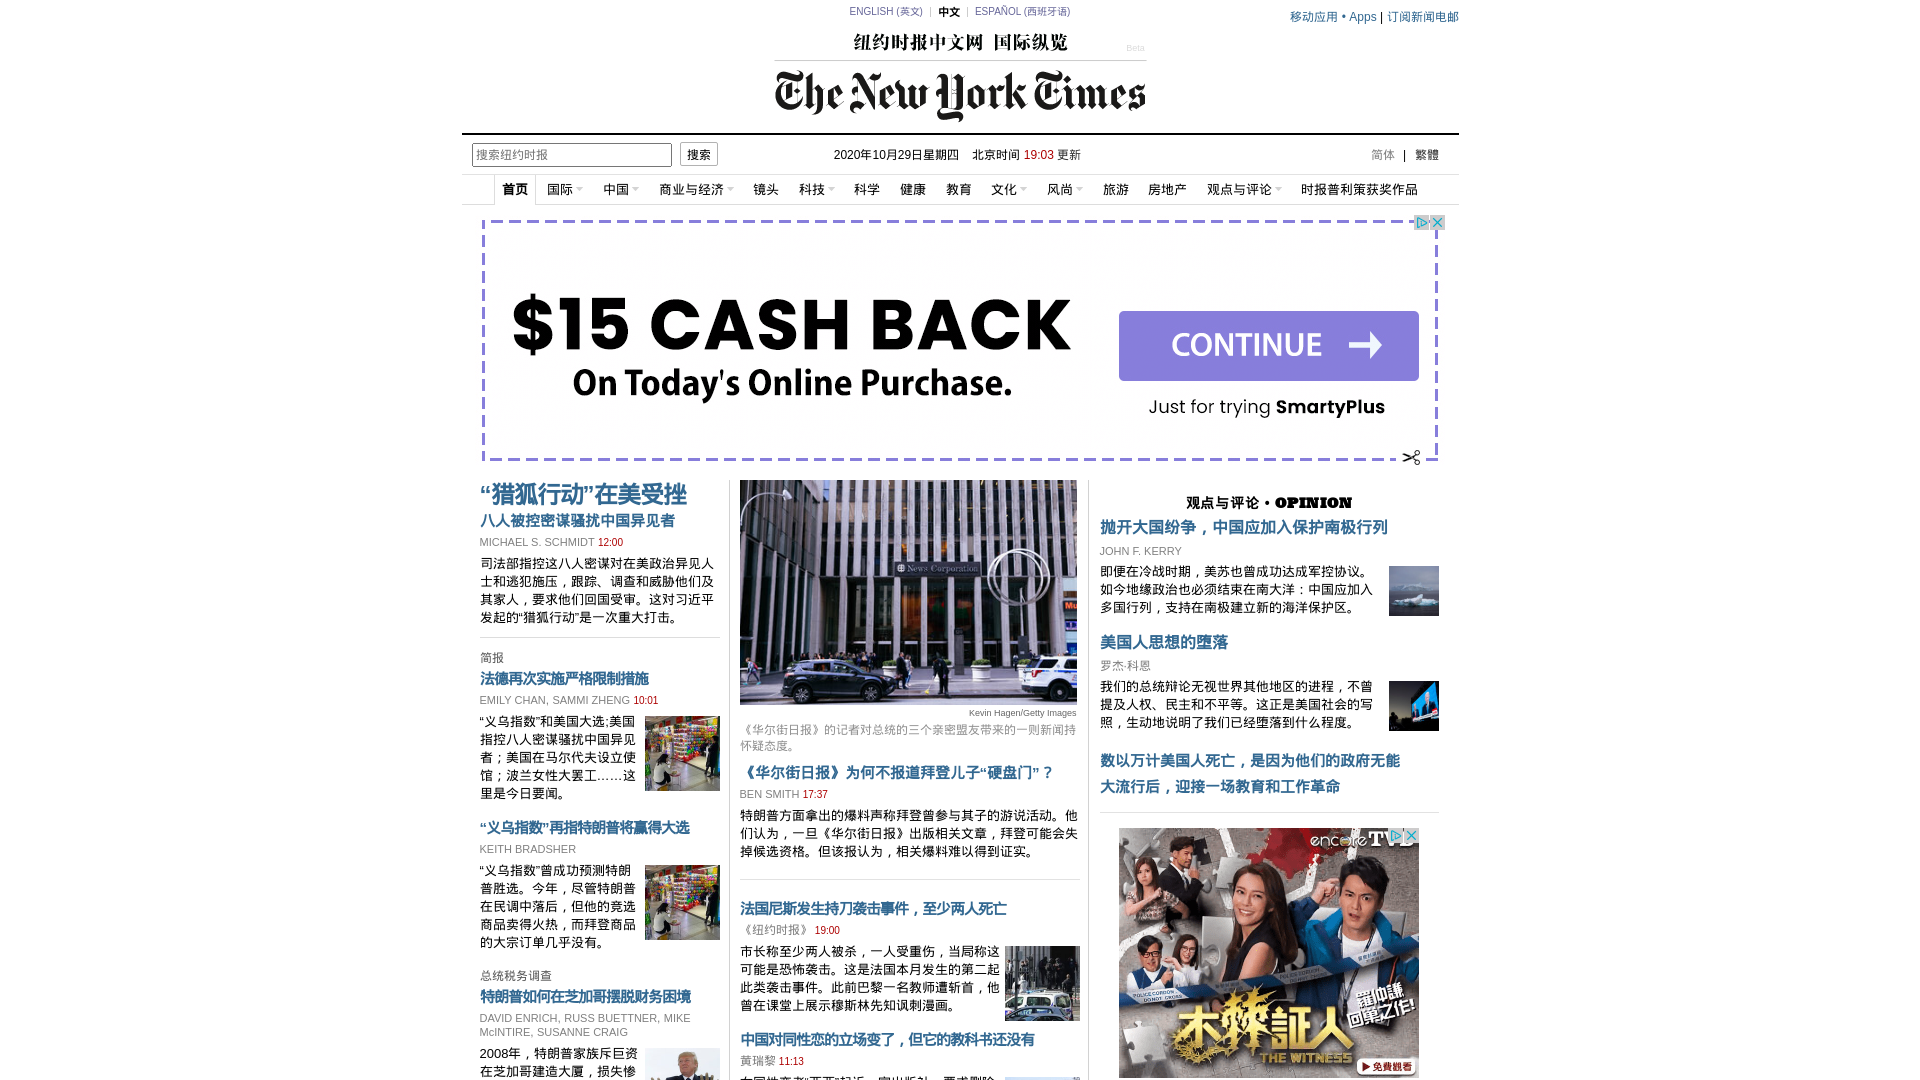 ENGLISH (英文)
中文
ESPAÑOL (西班牙语)
移动应用 • Apps | 订阅新闻电邮
纽约时报中文网 国际纵览
Beta
The New York Times
搜索纽约时报
搜索
2020年10月29日星期四 北京时间 19:03 更新
简体 | 繁體
首页 国际 中国 商业与经济 镜头 科技 科学 健康 教育 文化 风尚 旅游 房地产 观点与评论 时报普利策获奖作品
$15 CASH BACK
On Today's Online Purchase.
CONTINUE
Just for trying SmartyPlus
“猎狐行动”在美受挫
八人被控密谋骚扰中国异见者
MICHAEL S. SCHMIDT 12:00
司法部指控这八人密谋对在美政治异见人
士和逃犯施压，跟踪、调查和威胁他们及
其家人，要求他们回国受审。这对习近平
发起的“猎狐行动”是一次重大打击。
简报
法德再次实施严格限制措施
EMILY CHAN, SAMMI ZHENG 10:01
“义乌指数”和美国大选;美国
指控八人密谋骚扰中国异见
者；美国在马尔代夫设立使
馆；波兰女性大罢工……这
里是今日要闻。
“义乌指数”再指特朗普将赢得大选
KEITH BRADSHER
“义乌指数”曾成功预测特朗
普胜选。今年，尽管特朗普
在民调中落后，但他的竞选
商品卖得火热，而拜登商品
的大宗订单几乎没有。
总统税务调查
特朗普如何在芝加哥摆脱财务困境
DAVID ENRICH, RUSS BUETTNER, MIKE
McINTIRE, SUSANNE CRAIG
2008年，特朗普家族斥巨资
在芝加哥建造大厦，损失惨
News Corporation
Kevin Hagen/Getty Images
《华尔街日报》的记者对总统的三个亲密盟友带来的一则新闻持
怀疑态度。
《华尔街日报》为何不报道拜登儿子“硬盘门”？
BEN SMITH 17:37
特朗普方面拿出的爆料声称拜登曾参与其子的游说活动。他
们认为，一旦《华尔街日报》出版相关文章，拜登可能会失
掉候选资格。但该报认为，相关爆料难以得到证实。
法国尼斯发生持刀袭击事件，至少两人死亡
《纽约时报》 19:00
市长称至少两人被杀，一人受重伤，当局称这
可能是恐怖袭击。这是法国本月发生的第二起
此类袭击事件。此前巴黎一名教师遭斩首，他
曾在课堂上展示穆斯林先知讽刺漫画。
中国对同性恋的立场变了，但它的教科书还没有
黄瑞黎 11:13
观点与评论 • OPINION
抛开大国纷争，中国应加入保护南极行列
JOHN F. KERRY
即便在冷战时期，美苏也曾成功达成军控协议。
如今地缘政治也必须结束在南大洋：中国应加入
多国行列，支持在南极建立新的海洋保护区。
美国人思想的堕落
罗杰·科恩
我们的总统辩论无视世界其他地区的进程，不曾
提及人权、民主和不平等。这正是美国社会的写
照，生动地说明了我们已经堕落到什么程度。
数以万计美国人死亡，是因为他们的政府无能
大流行后，迎接一场教育和工作革命
encore TVB
羅仲謙
回巢之作!
木棘証人
THE WITNESS
免費觀看